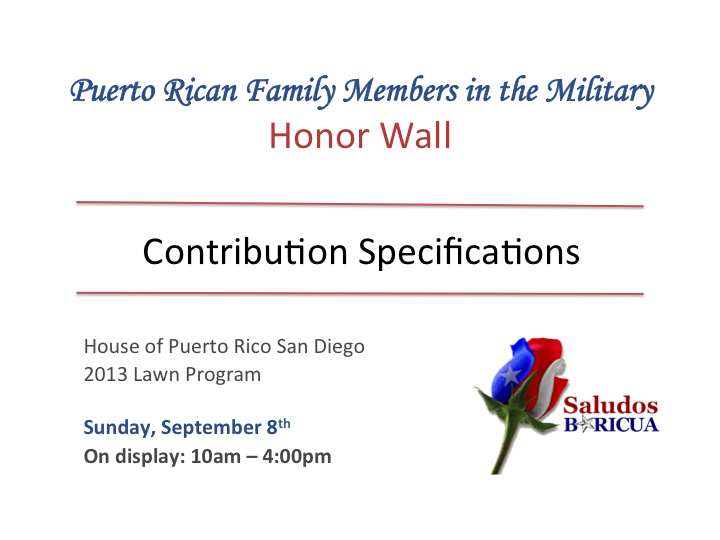 Puerto Rican Family Members in the Military
Honor Wall
Contribution Specifications
House of Puerto Rico San Diego
2013 Lawn Program
Sunday, September 8th
On display: 10am – 4:00pm
Saludos
B☆RICUA